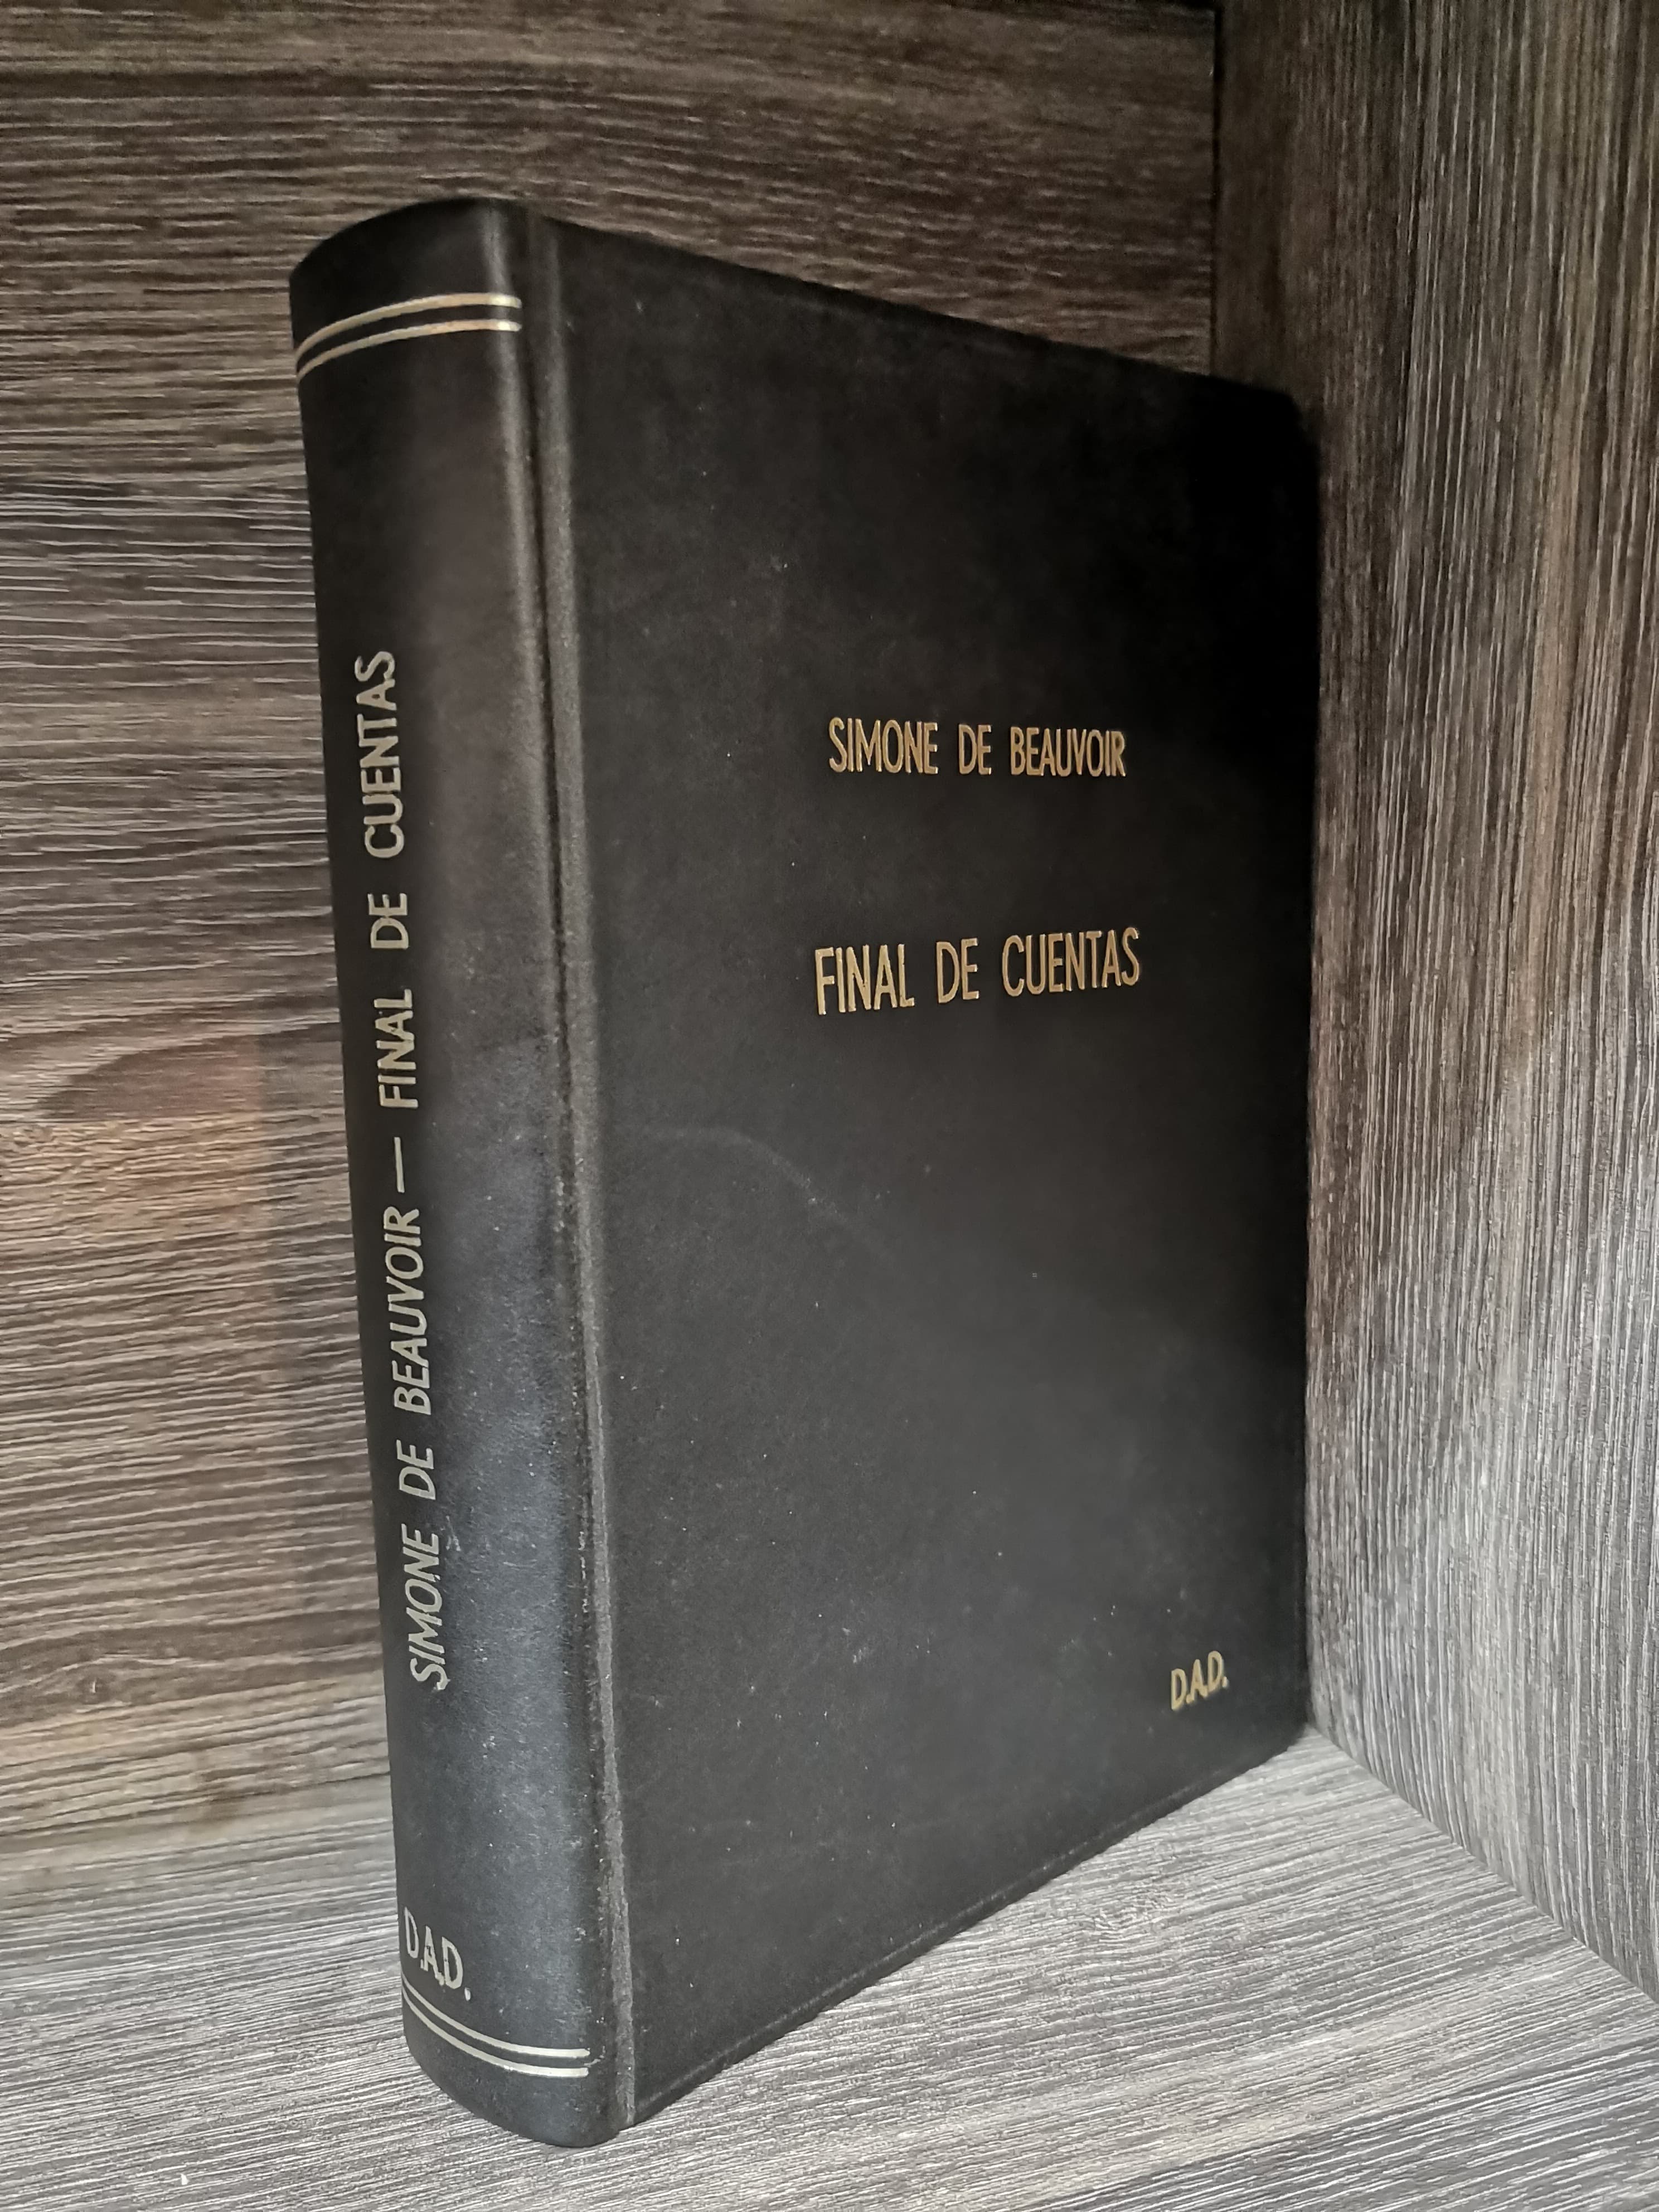 SIMONE DE BEAUVOIR — FINAL DE CUENTAS
D.A.D.
SIMONE DE BEAUVOIR
FINAL DE CUENTAS
D.A.D.